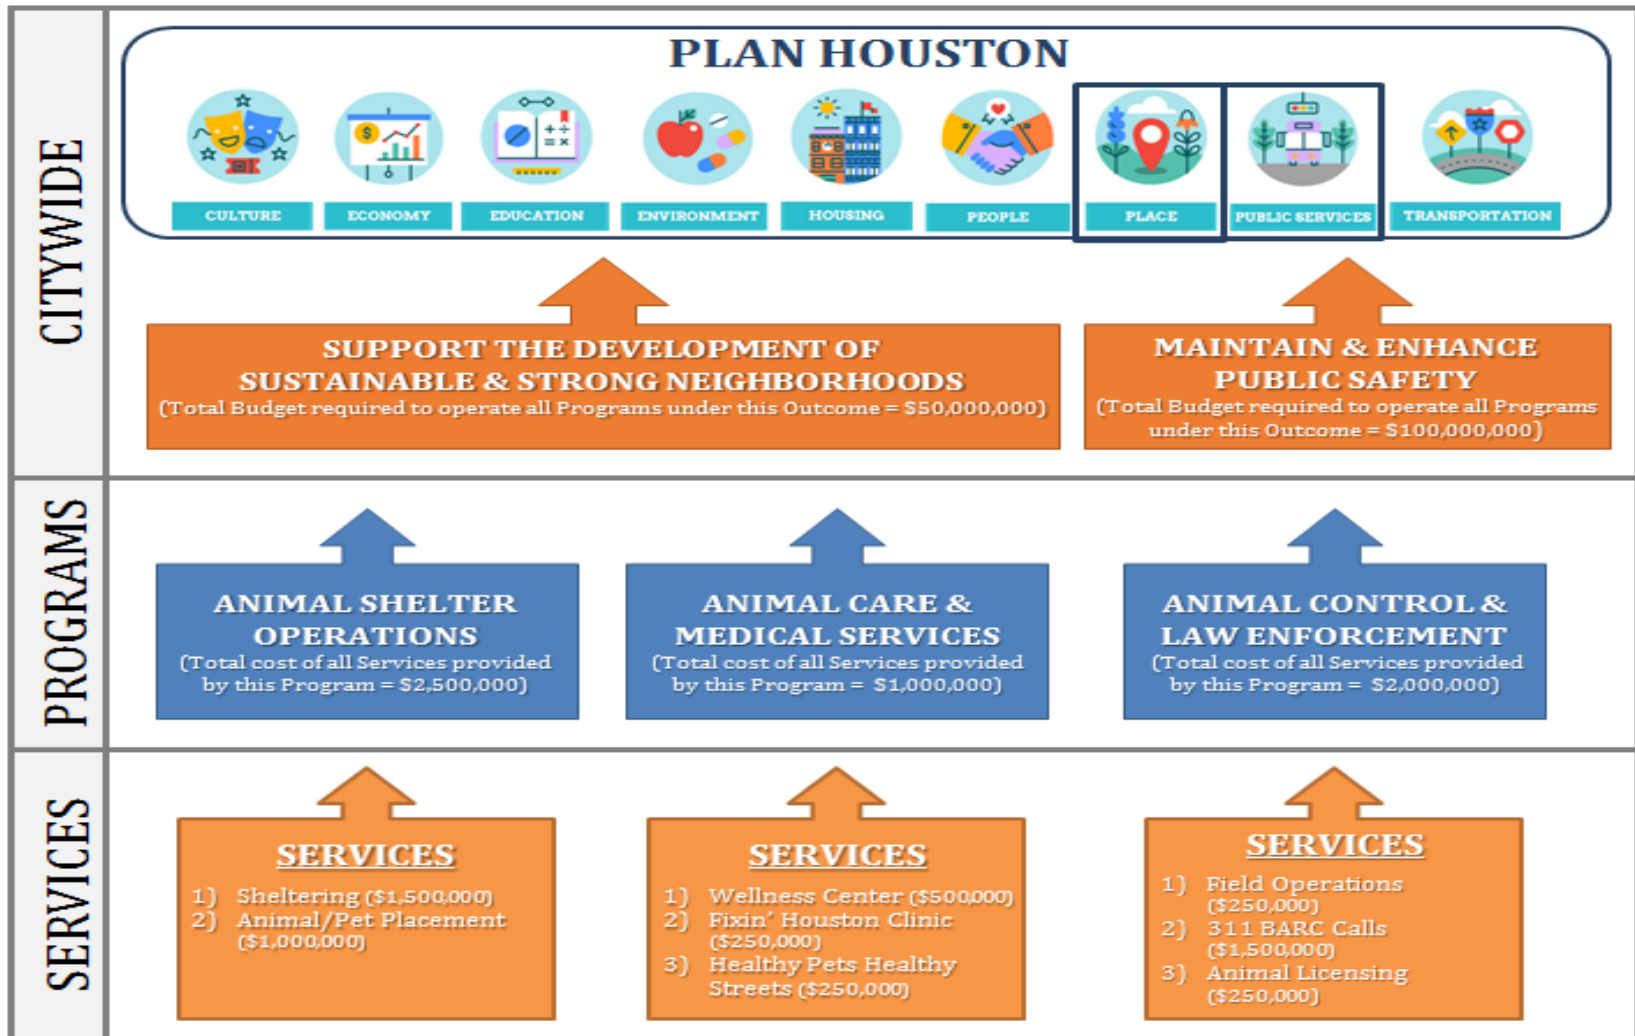 CITYWIDE
PLAN HOUSTON
CULTURE
ECONOMY
EDUCATION
ENVIRONMENT
HOUSING
PEOPLE
PLACE
PUBLIC SERVICES
TRANSPORTATION
SUPPORT THE DEVELOPMENT OF
SUSTAINABLE & STRONG NEIGHBORHOODS
(Total Budget required to operate all Programs under this Outcome = $50,000,000)
MAINTAIN & ENHANCE
PUBLIC SAFETY
(Total Budget required to operate all Programs
under this Outcome = $100,000,000)
PROGRAMS
ANIMAL SHELTER
OPERATIONS
(Total cost of all Services provided
by this Program = $2,500,000)
ANIMAL CARE &
MEDICAL SERVICES
(Total cost of all Services provided
by this Program = $1,000,000)
ANIMAL CONTROL &
LAW ENFORCEMENT
(Total cost of all Services provided
by this Program = $2,000,000)
SERVICES
SERVICES
1) Sheltering ($1,500,000)
2) Animal/Pet Placement
($1,000,000)
SERVICES
1) Wellness Center ($500,000)
2) Fixin’ Houston Clinic
($250,000)
3) Healthy Pets Healthy
Streets ($250,000)
SERVICES
1) Field Operations
($250,000)
2) 311 BARC Calls
($1,500,000)
3) Animal Licensing
($250,000)